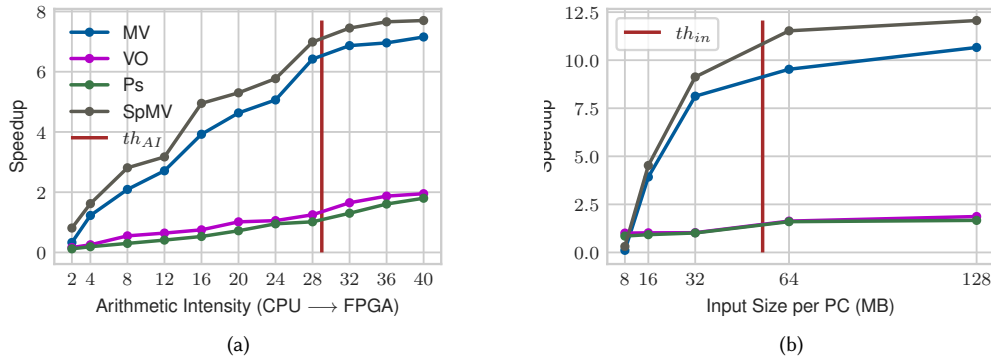 8
6
4
2
0
Speedup
MV
VO
Ps
SpMV
th_AI
2 4 8 12 16 20 24 28 32 36 40
Arithmetic Intensity (CPU ⟶ FPGA)
(a)
12.5
10.0
7.5
5.0
2.5
0.0
Speedup
th_in
8 16 32 64 128
Input Size per PC (MB)
(b)